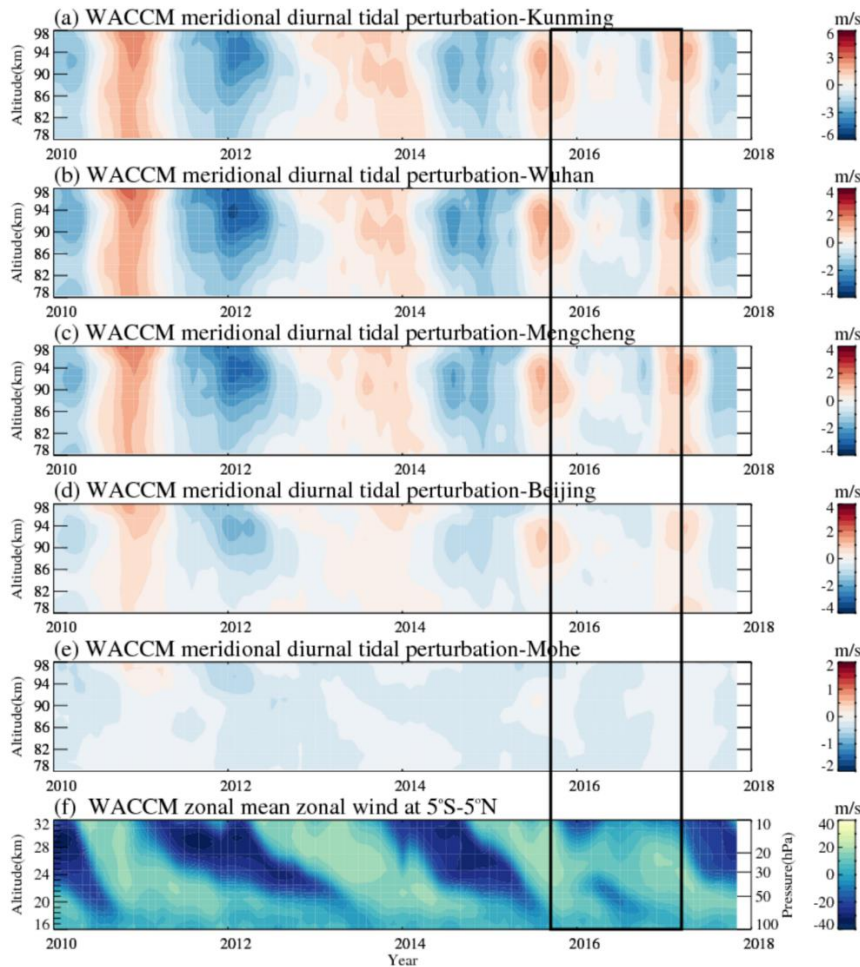 (a) WACCM meridional diurnal tidal perturbation-Kunming
m/s
98
94
90
86
82
78
Altitude(km)
2010 2012 2014 2016 2018
6
4
2
0
-2
-4
-6
(b) WACCM meridional diurnal tidal perturbation-Wuhan
m/s
98
94
90
86
82
78
Altitude(km)
2010 2012 2014 2016 2018
4
2
0
-2
-4
(c) WACCM meridional diurnal tidal perturbation-Mengcheng
m/s
98
94
90
86
82
78
Altitude(km)
2010 2012 2014 2016 2018
4
2
0
-2
-4
(d) WACCM meridional diurnal tidal perturbation-Beijing
m/s
98
94
90
86
82
78
Altitude(km)
2010 2012 2014 2016 2018
4
2
0
-2
-4
(e) WACCM meridional diurnal tidal perturbation-Mohe
m/s
98
94
90
86
82
78
Altitude(km)
2010 2012 2014 2016 2018
2
1
0
-1
-2
(f) WACCM zonal mean zonal wind at 5°S-5°N
m/s
32
28
24
20
16
Altitude(km)
10
20
30
50
100
Pressure(hPa)
40
20
0
-20
-40
2010 2012 2014 2016 2018
Year